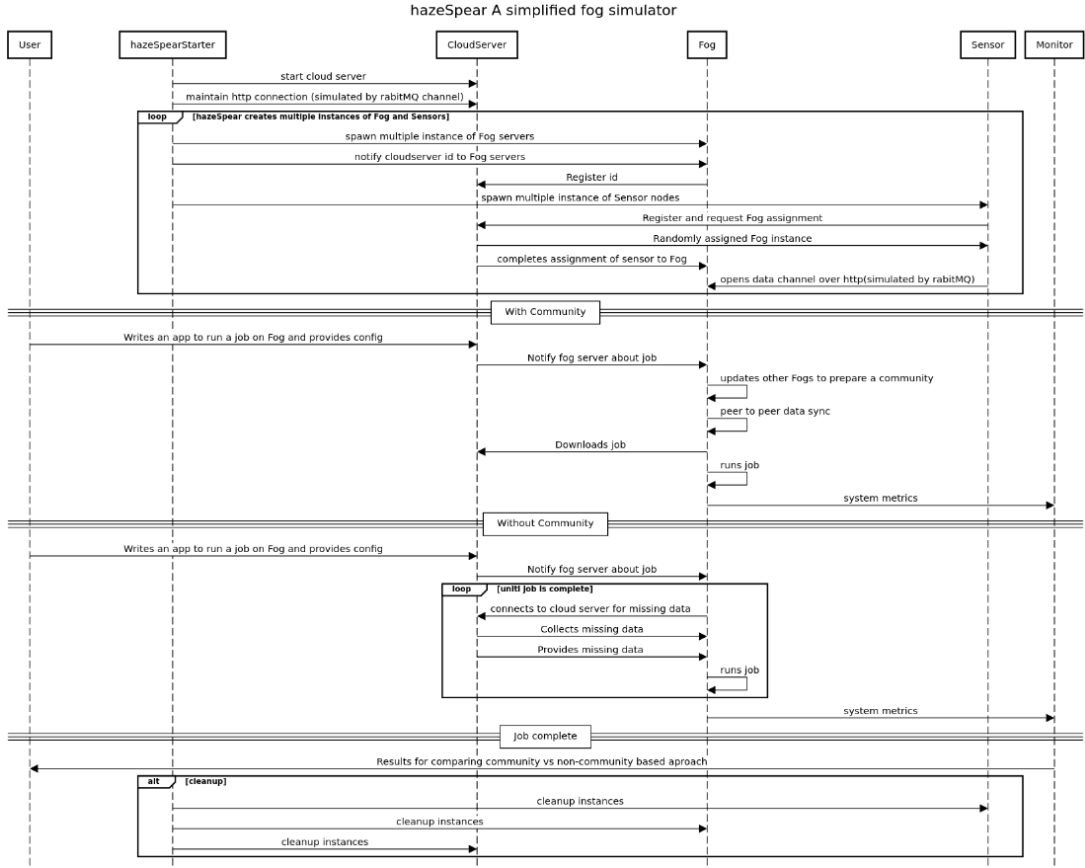 hazeSpear A simplified fog simulator
User
hazeSpearStarter
CloudServer
Fog
Sensor
Monitor
start cloud server
maintain http connection (simulated by rabitMQ channel)
loop [hazeSpear creates multiple instances of Fog and Sensors]
spawn multiple instance of Fog servers
notify cloudserver id to Fog servers
Register id
spawn multiple instance of Sensor nodes
Register and request Fog assignment
Randomly assigned Fog instance
completes assignment of sensor to Fog
opens data channel over http(simulated by rabitMQ)
With Community
Writes an app to run a job on Fog and provides config
Notify fog server about job
updates other Fogs to prepare a community
peer to peer data sync
Downloads job
runs job
system metrics
Without Community
Writes an app to run a job on Fog and provides config
Notify fog server about job
loop [unitl job is complete]
connects to cloud server for missing data
Collects missing data
Provides missing data
runs job
system metrics
Job complete
Results for comparing community vs non-community based aproach
alt [cleanup]
cleanup instances
cleanup instances
cleanup instances